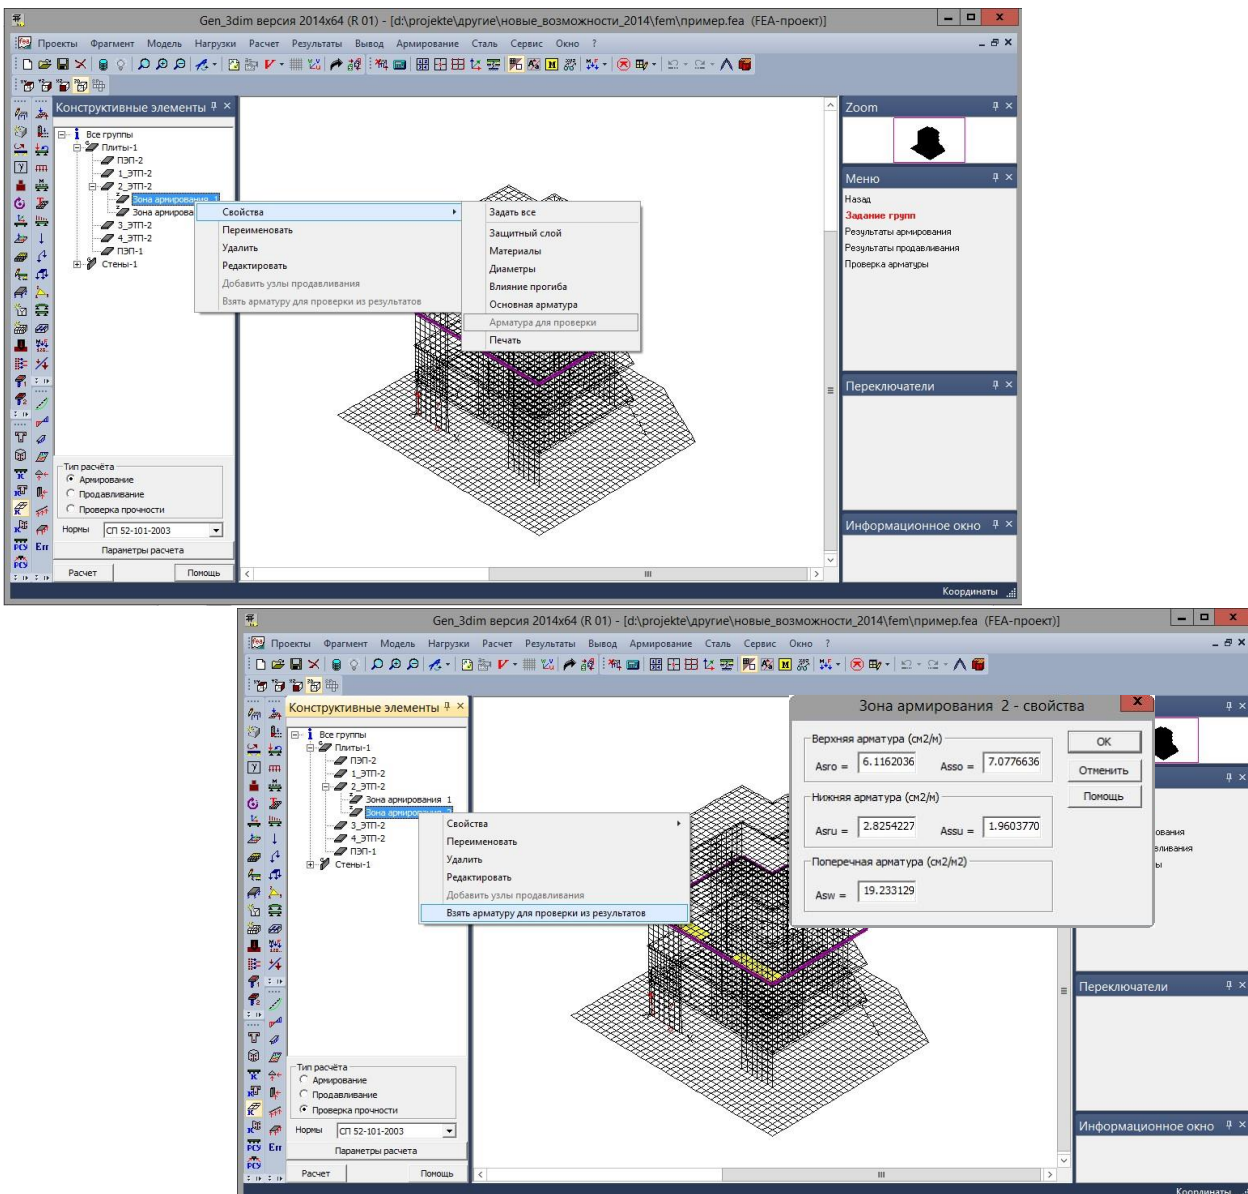 Gen_3dim версия 2014x64 (R 01) - [d:\projekte\другие\новые_возможности_2014\fem\пример.fea (FEA-проект)]
Проекты Фрагмент Модель Нагрузки Расчет Результаты Вывод Армирование Сталь Сервис Окно ?
Конструктивные элементы
Все группы
Плиты-1
ПЭП-2
1_ЭТП-2
2_ЭТП-2
Зона армирования 1
Зона армирова
3_ЭТП-2
4_ЭТП-2
ПЭП-1
Стены-1
Свойства
Переименовать
Удалить
Редактировать
Добавить узлы продавливания
Взять арматуру для проверки из результатов
Задать все
Защитный слой
Материалы
Диаметры
Влияние прогиба
Основная арматура
Арматура для проверки
Печать
Тип расчёта
Армирование
Продавливание
Проверка прочности
Нормы СП 52-101-2003
Параметры расчета
Расчет Помощь
Zoom
Меню
Назад
Задание групп
Результаты армирования
Результаты продавливания
Проверка арматуры
Переключатели
Информационное окно
Координаты
Gen_3dim версия 2014x64 (R 01) - [d:\projekte\другие\новые_возможности_2014\fem\пример.fea (FEA-проект)]
Проекты Фрагмент Модель Нагрузки Расчет Результаты Вывод Армирование Сталь Сервис Окно ?
Конструктивные элементы
Все группы
Плиты-1
ПЭП-2
1_ЭТП-2
2_ЭТП-2
Зона армирования 1
Зона армирования 2
3_ЭТП-2
4_ЭТП-2
ПЭП-1
Стены-1
Свойства
Переименовать
Удалить
Редактировать
Добавить узлы продавливания
Взять арматуру для проверки из результатов
Зона армирования 2 - свойства
Верхняя арматура (см2/м)
Asro = 6.1162036 Asso = 7.0776636
Нижняя арматура (см2/м)
Asru = 2.8254227 Assu = 1.9603770
Поперечная арматура (см2/м2)
Asw = 19.233129
OK
Отменить
Помощь
ования
вливания
ы
Тип расчёта
Армирование
Продавливание
Проверка прочности
Нормы СП 52-101-2003
Параметры расчета
Расчет Помощь
Переключатели
Информационное окно
Координаты